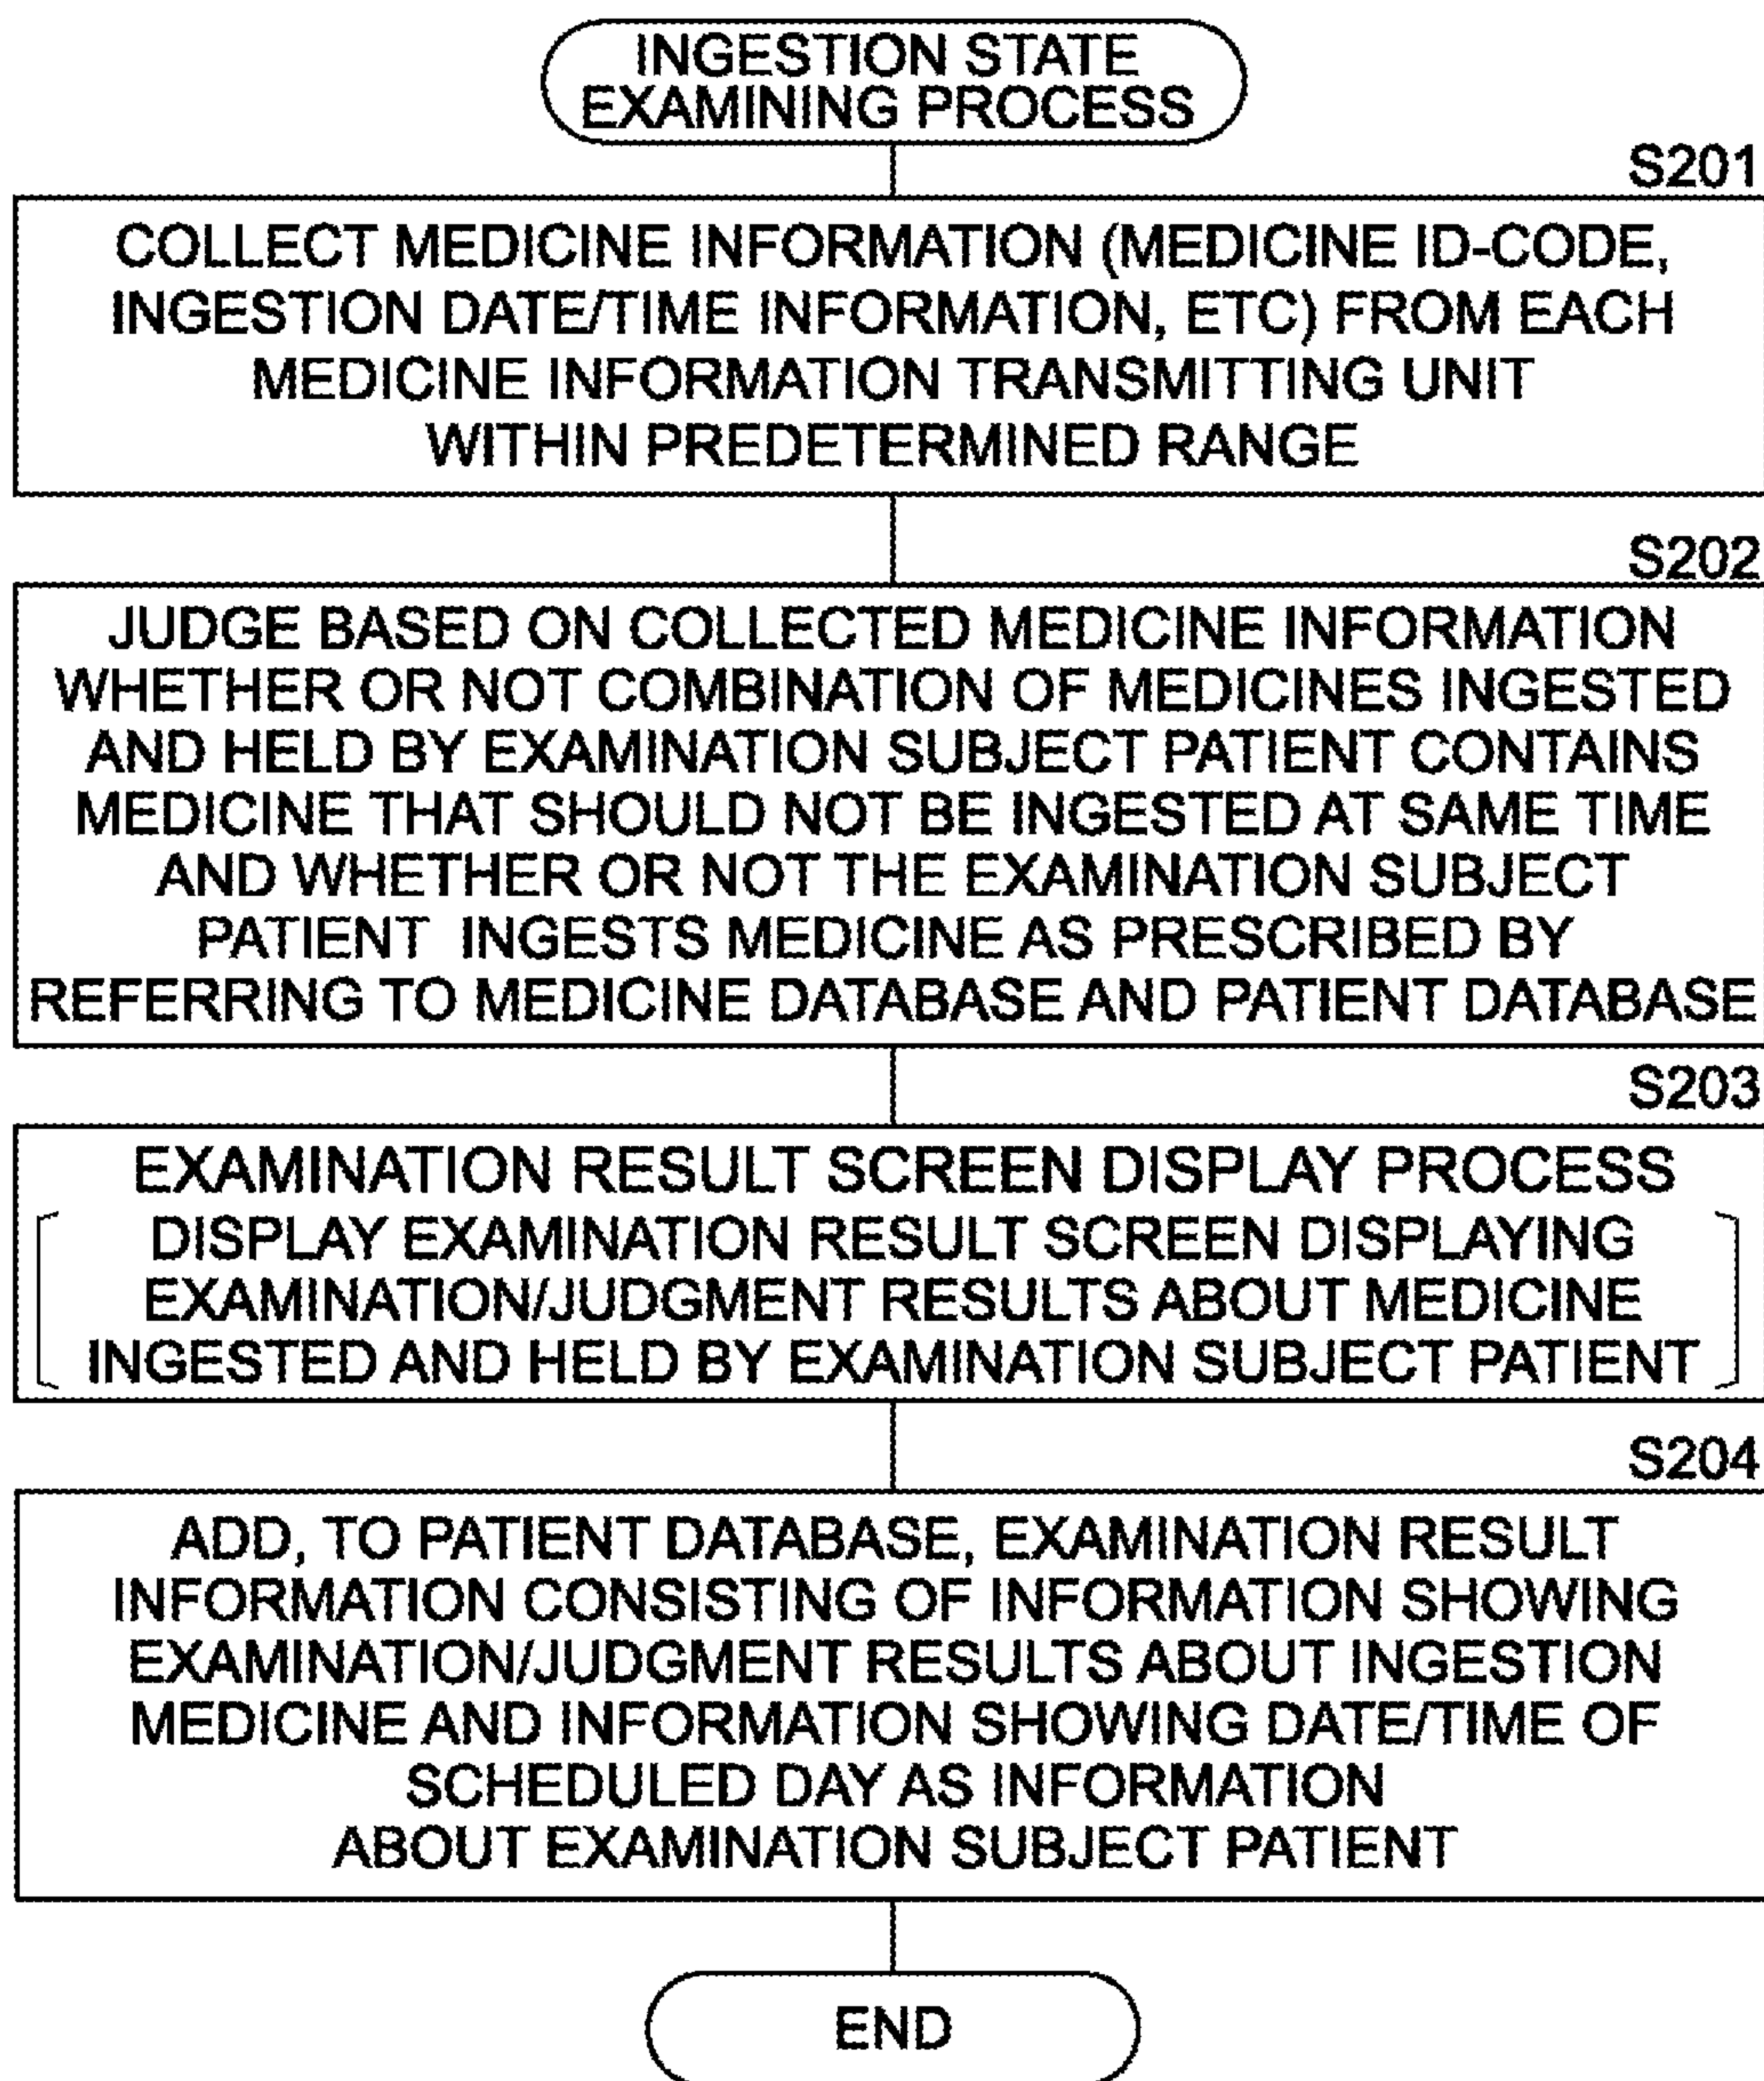 INGESTION STATE
EXAMINING PROCESS
S201
COLLECT MEDICINE INFORMATION (MEDICINE ID-CODE,
INGESTION DATE/TIME INFORMATION, ETC) FROM EACH
MEDICINE INFORMATION TRANSMITTING UNIT
WITHIN PREDETERMINED RANGE
S202
JUDGE BASED ON COLLECTED MEDICINE INFORMATION
WHETHER OR NOT COMBINATION OF MEDICINES INGESTED
AND HELD BY EXAMINATION SUBJECT PATIENT CONTAINS
MEDICINE THAT SHOULD NOT BE INGESTED AT SAME TIME
AND WHETHER OR NOT THE EXAMINATION SUBJECT
PATIENT INGESTS MEDICINE AS PRESCRIBED BY
REFERRING TO MEDICINE DATABASE AND PATIENT DATABASE
S203
EXAMINATION RESULT SCREEN DISPLAY PROCESS
DISPLAY EXAMINATION RESULT SCREEN DISPLAYING
EXAMINATION/JUDGMENT RESULTS ABOUT MEDICINE
INGESTED AND HELD BY EXAMINATION SUBJECT PATIENT
S204
ADD, TO PATIENT DATABASE, EXAMINATION RESULT
INFORMATION CONSISTING OF INFORMATION SHOWING
EXAMINATION/JUDGMENT RESULTS ABOUT INGESTION
MEDICINE AND INFORMATION SHOWING DATE/TIME OF
SCHEDULED DAY AS INFORMATION
ABOUT EXAMINATION SUBJECT PATIENT
END